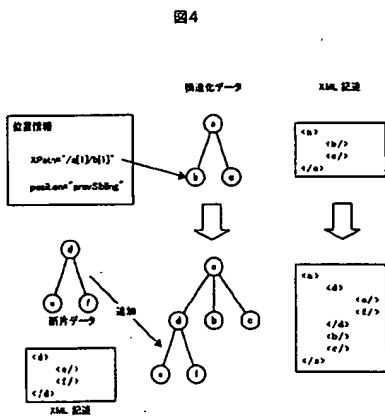 図4
構造化データ
XML 記述
位置情報
XPath="/a[1]/b[1]"
position="prevSibling"
a
b
c
<a>
<b/>
<c/>
</a>
d
e
f
断片データ
追加
a
d
b
c
e
f
<d>
<e/>
<f/>
</d>
XML 記述
<a>
<d>
<e/>
<f/>
</d>
<b/>
<c/>
</a>